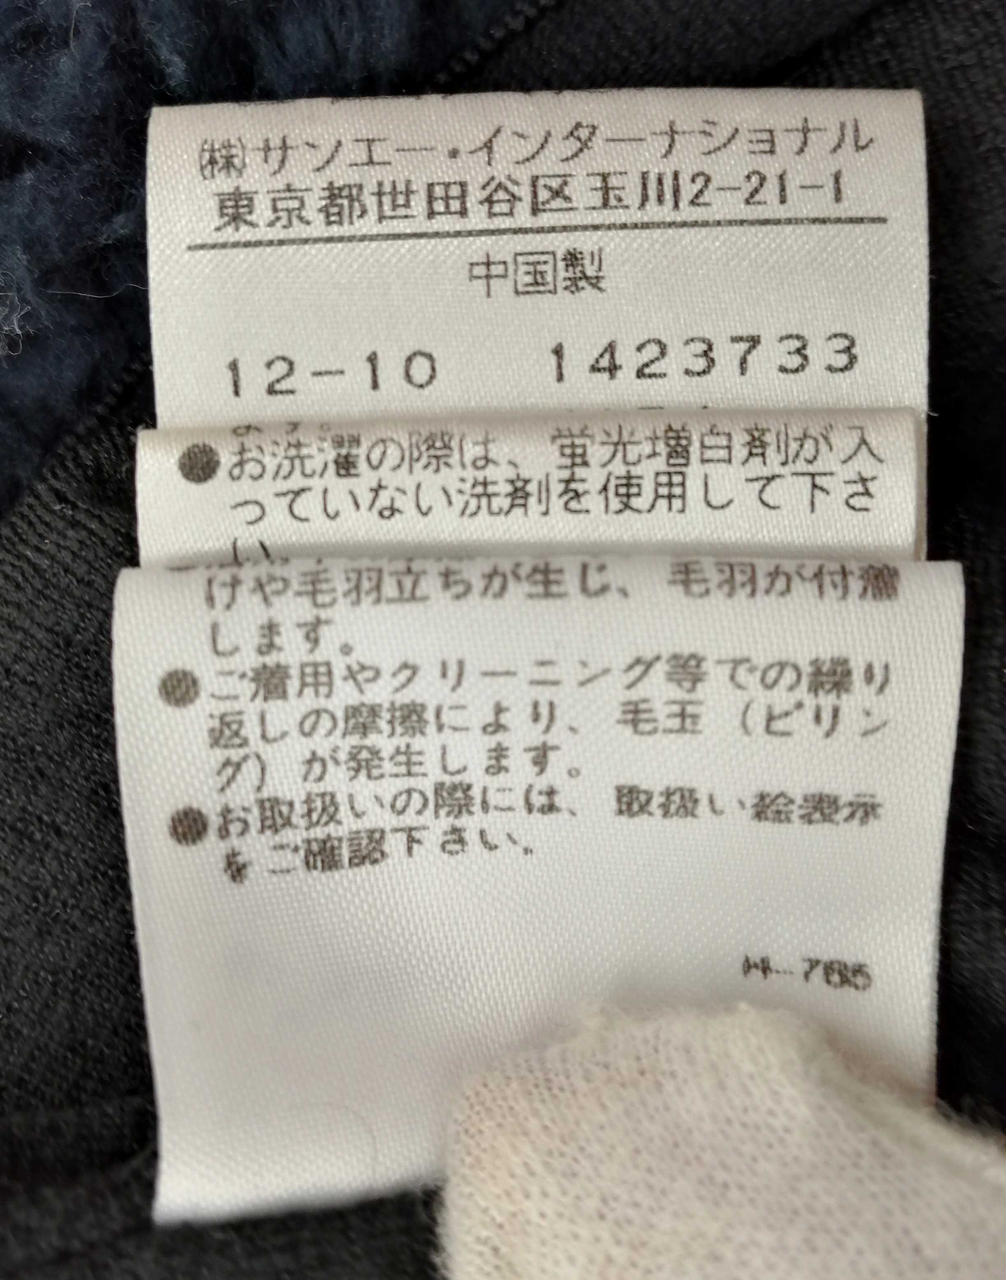 (株)サンエー・インターナショナル
東京都世田谷区玉川2-21-1
中国製
12-10 1423733
ます。
●お洗濯の際は、蛍光増白剤が入
っていない洗剤を使用して下さ
い。
けや毛羽立ちが生じ、毛羽が付着
します。
●ご着用やクリーニング等での繰り
返しの摩擦により、毛玉(ピリン
グ)が発生します。
●お取扱いの際には、取扱い絵表示
をご確認下さい。
H-765